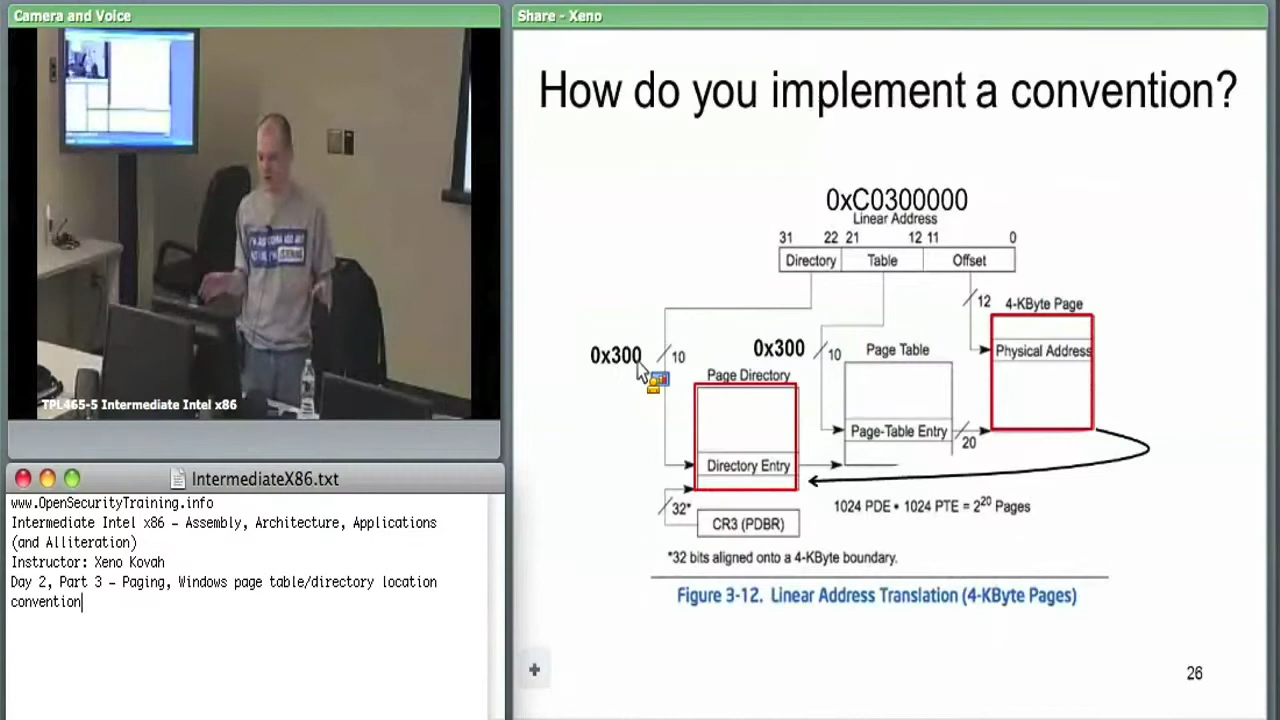 Camera and Voice
TPL465-5 Intermediate Intel x86
IntermediateX86.txt
www.OpenSecurityTraining.info
Intermediate Intel x86 – Assembly, Architecture, Applications
(and Alliteration)
Instructor: Xeno Kovah
Day 2, Part 3 – Paging, Windows page table/directory location
convention
Share - Xeno
How do you implement a convention?
0xC0300000
Linear Address
31 22 21 12 11 0
Directory Table Offset
12
4-KByte Page
Physical Address
0x300
10
0x300
10
Page Table
Page Directory
Page-Table Entry
20
Directory Entry
32*
CR3 (PDBR)
1024 PDE • 1024 PTE = 2²⁰ Pages
*32 bits aligned onto a 4-KByte boundary.
Figure 3-12. Linear Address Translation (4-KByte Pages)
26